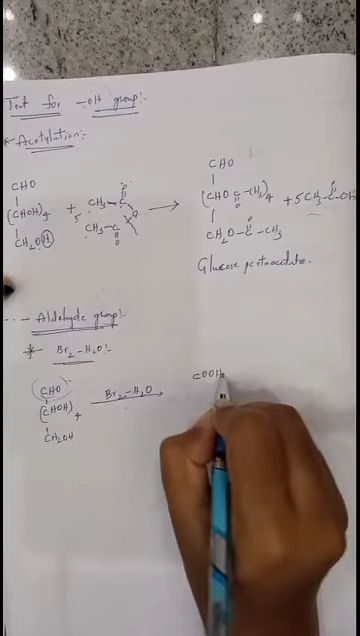 Test for -OH group:-
* Acetylation:-
CHO
(CHOH)4 + 5 CH3-C=O O → 
CH2OH CH3-C=O
CHO
(CHO C-CH3)4 + 5CH3-C-OH
O
CH2O-C-CH3
Glucose pentaacetate.
Aldehyde group:-
* Br2-H2O:-
CHO
(CHOH)4
CH2OH
Br2-H2O
COOH